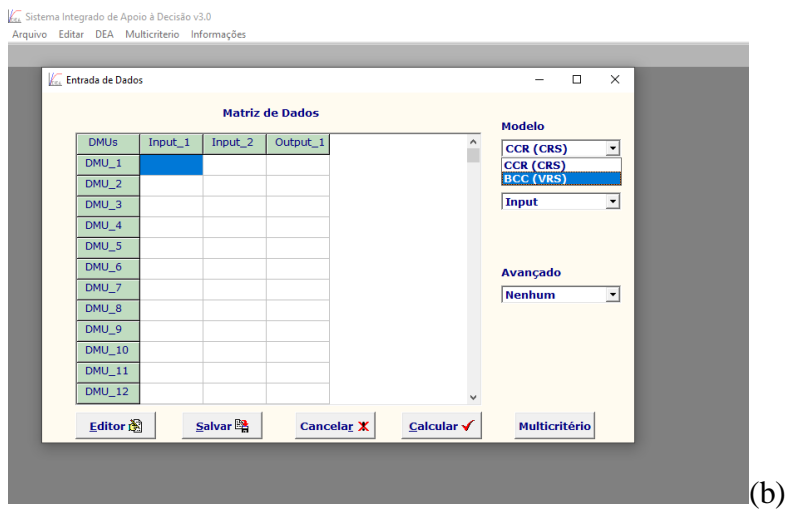 Sistema Integrado de Apoio à Decisão v3.0
Arquivo Editar DEA Multicriterio Informações
Entrada de Dados
Matriz de Dados
Modelo
DMUs Input_1 Input_2 Output_1
CCR (CRS)
DMU_1
CCR (CRS)
DMU_2
BCC (VRS)
DMU_3
Input
DMU_4
DMU_5
DMU_6
Avançado
DMU_7
Nenhum
DMU_8
DMU_9
DMU_10
DMU_11
DMU_12
Editor Salvar Cancelar Calcular Multicritério
(b)